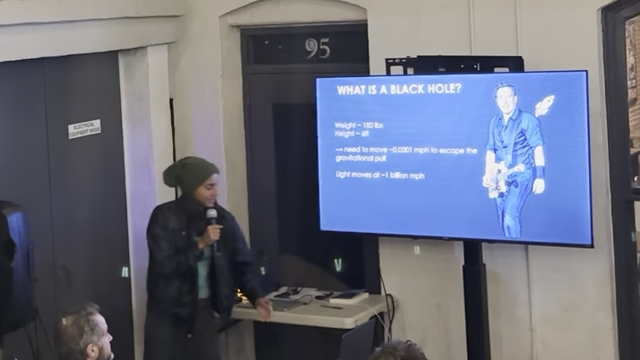 95
ELECTRICAL
EQUIPMENT INSIDE
WHAT IS A BLACK HOLE?
Weight ~ 180 lbs
Height ~ 6ft
→ need to move ~0.0001 mph to escape the
gravitational pull
Light moves at ~1 billion mph